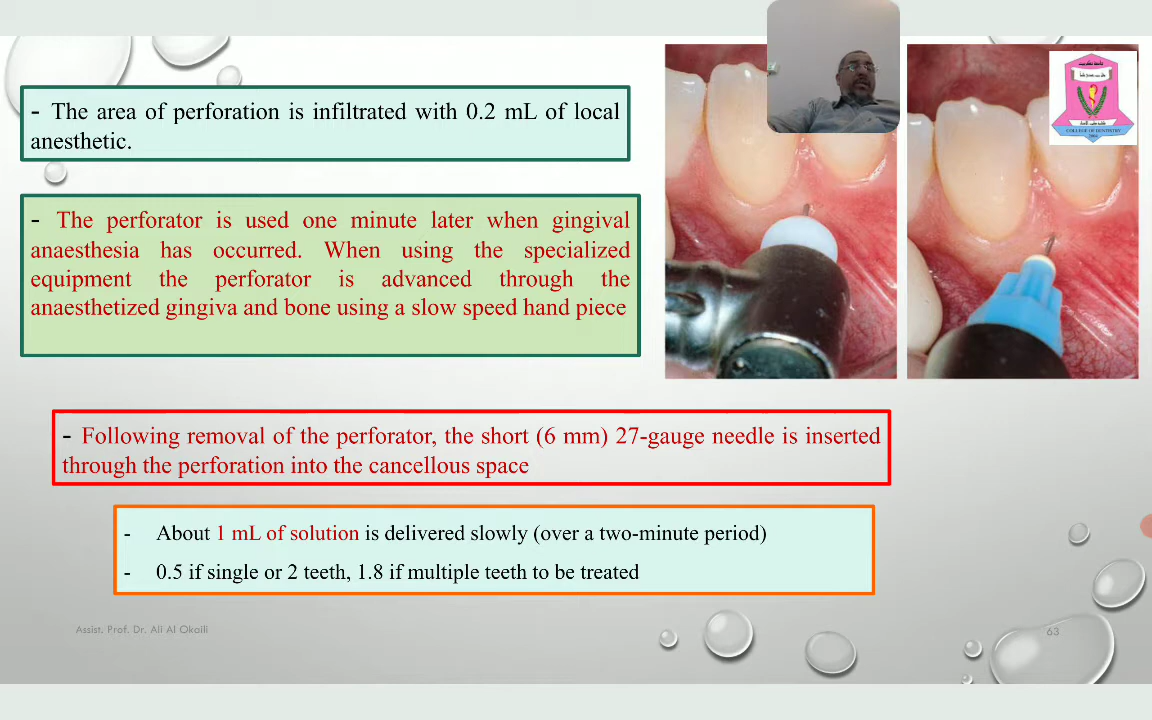 - The area of perforation is infiltrated with 0.2 mL of local
anesthetic.
- The perforator is used one minute later when gingival
anaesthesia has occurred. When using the specialized
equipment the perforator is advanced through the
anaesthetized gingiva and bone using a slow speed hand piece
- Following removal of the perforator, the short (6 mm) 27-gauge needle is inserted
through the perforation into the cancellous space
- About 1 mL of solution is delivered slowly (over a two-minute period)
- 0.5 if single or 2 teeth, 1.8 if multiple teeth to be treated
Assist. Prof. Dr. Ali Al Okaili
63
COLLEGE OF DENTISTRY